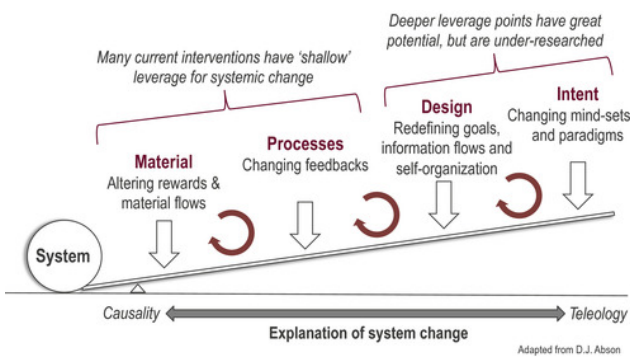 Many current interventions have ‘shallow’
leverage for systemic change
Deeper leverage points have great
potential, but are under-researched
Material
Altering rewards &
material flows
Processes
Changing feedbacks
Design
Redefining goals,
information flows and
self-organization
Intent
Changing mind-sets
and paradigms
System
Causality
Teleology
Explanation of system change
Adapted from D.J. Abson